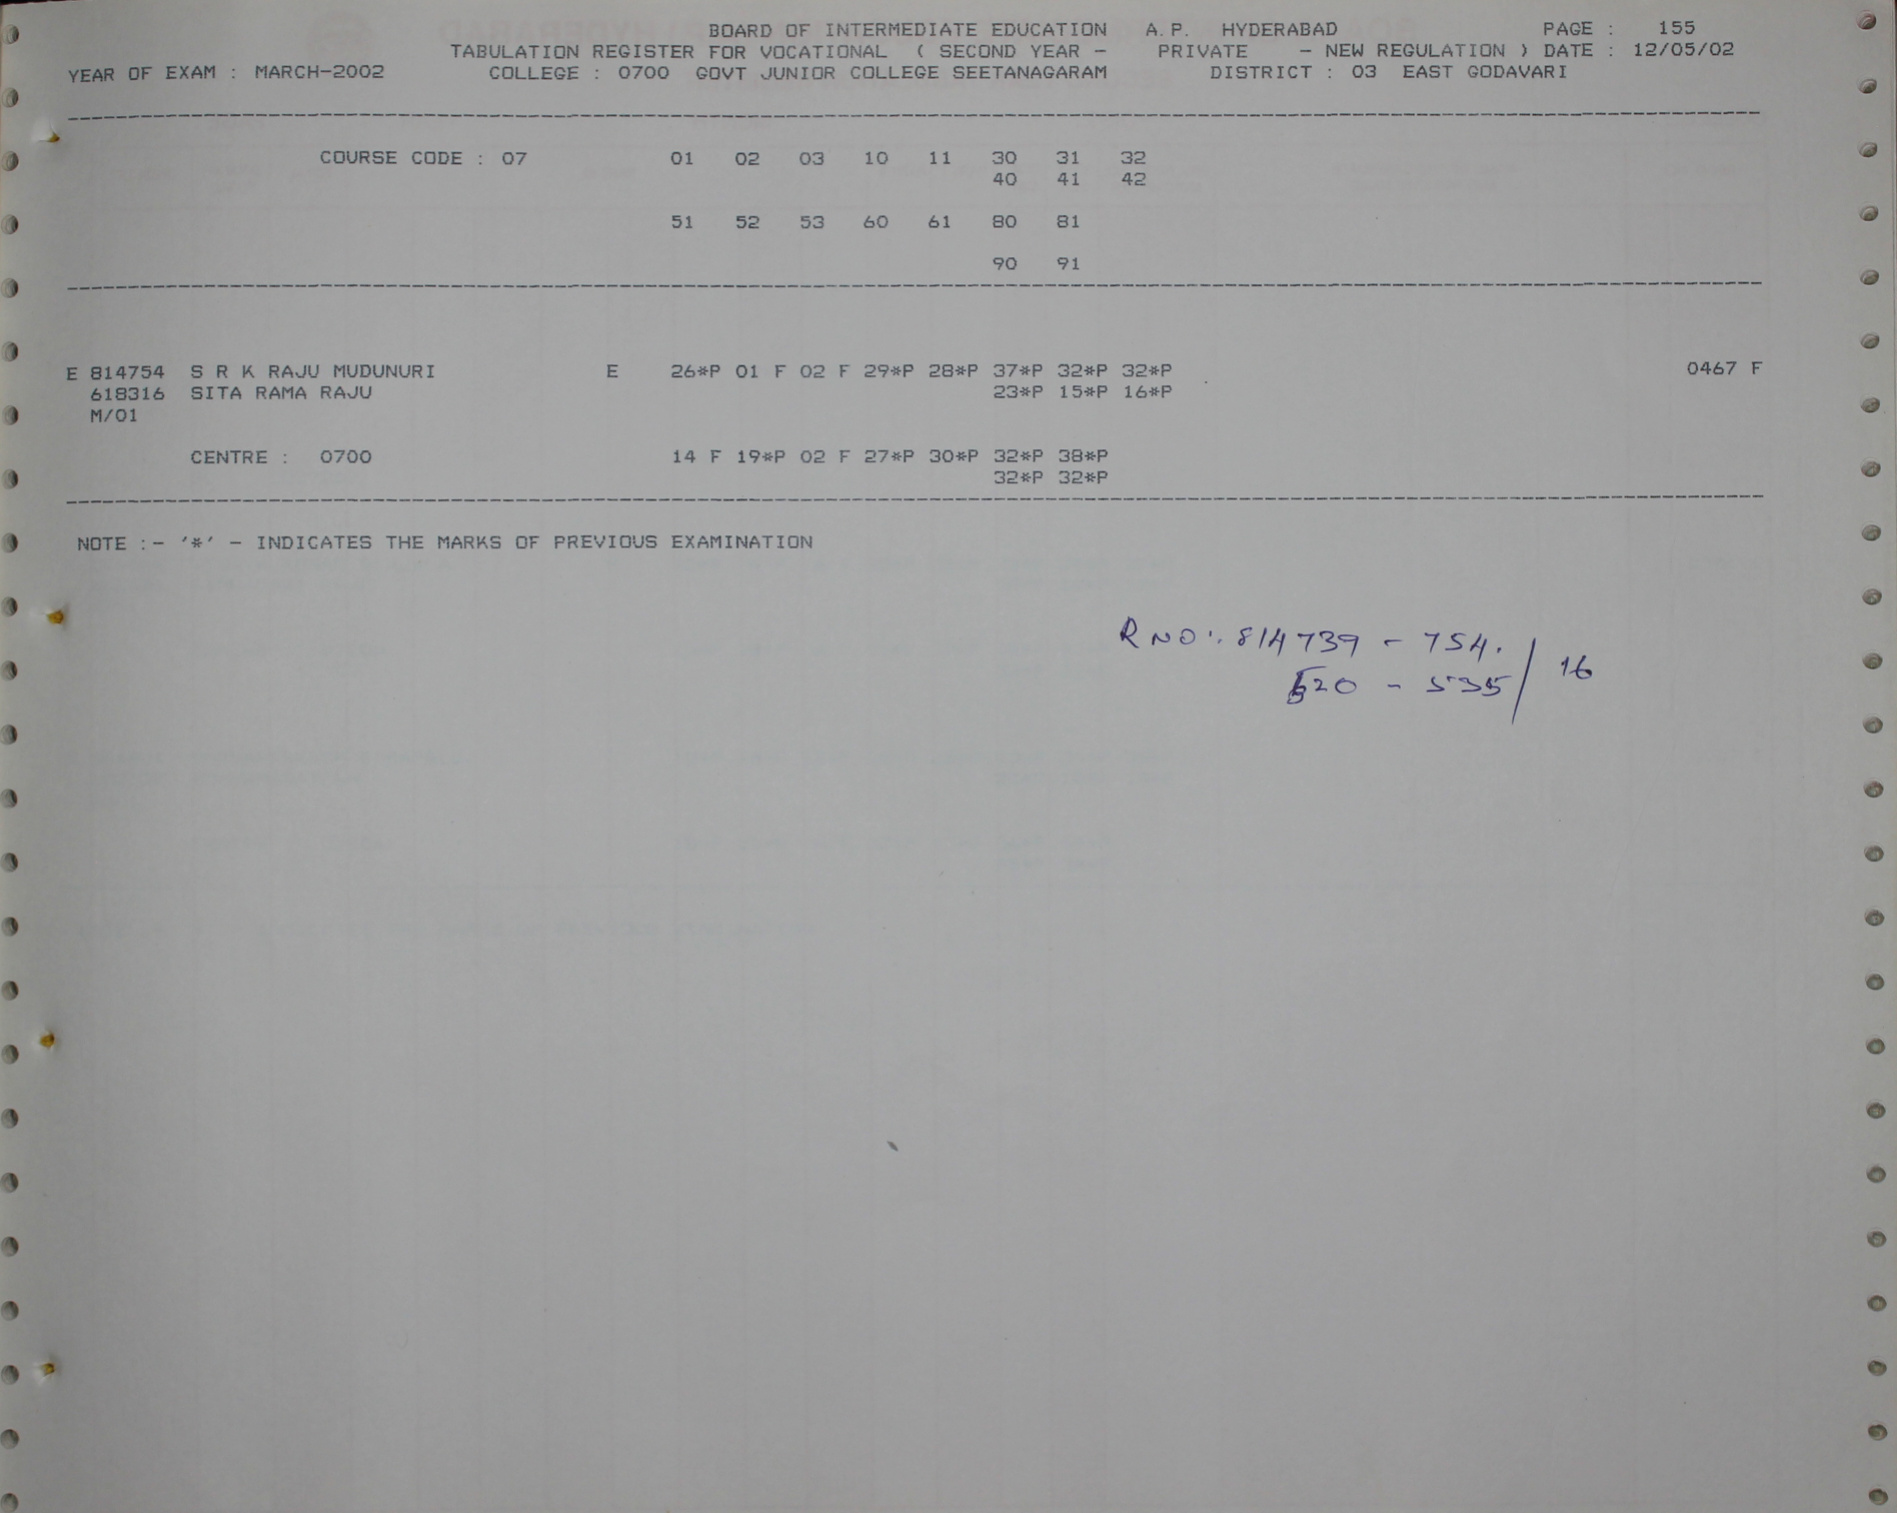 BOARD OF INTERMEDIATE EDUCATION A.P. HYDERABAD PAGE : 155
TABULATION REGISTER FOR VOCATIONAL ( SECOND YEAR - PRIVATE - NEW REGULATION ) DATE : 12/05/02
YEAR OF EXAM : MARCH-2002 COLLEGE : 0700 GOVT JUNIOR COLLEGE SEETANAGARAM DISTRICT : 03 EAST GODAVARI
COURSE CODE : 07 01 02 03 10 11 30 31 32
40 41 42
51 52 53 60 61 80 81
90 91
E 814754 S R K RAJU MUDUNURI E 26*P 01 F 02 F 29*P 28*P 37*P 32*P 32*P 0467 F
618316 SITA RAMA RAJU 23*P 15*P 16*P
M/01
CENTRE : 0700 14 F 19*P 02 F 27*P 30*P 32*P 38*P
32*P 32*P
NOTE :- '*' - INDICATES THE MARKS OF PREVIOUS EXAMINATION
R NO:. 814739 - 754.
520 - 535 / 16